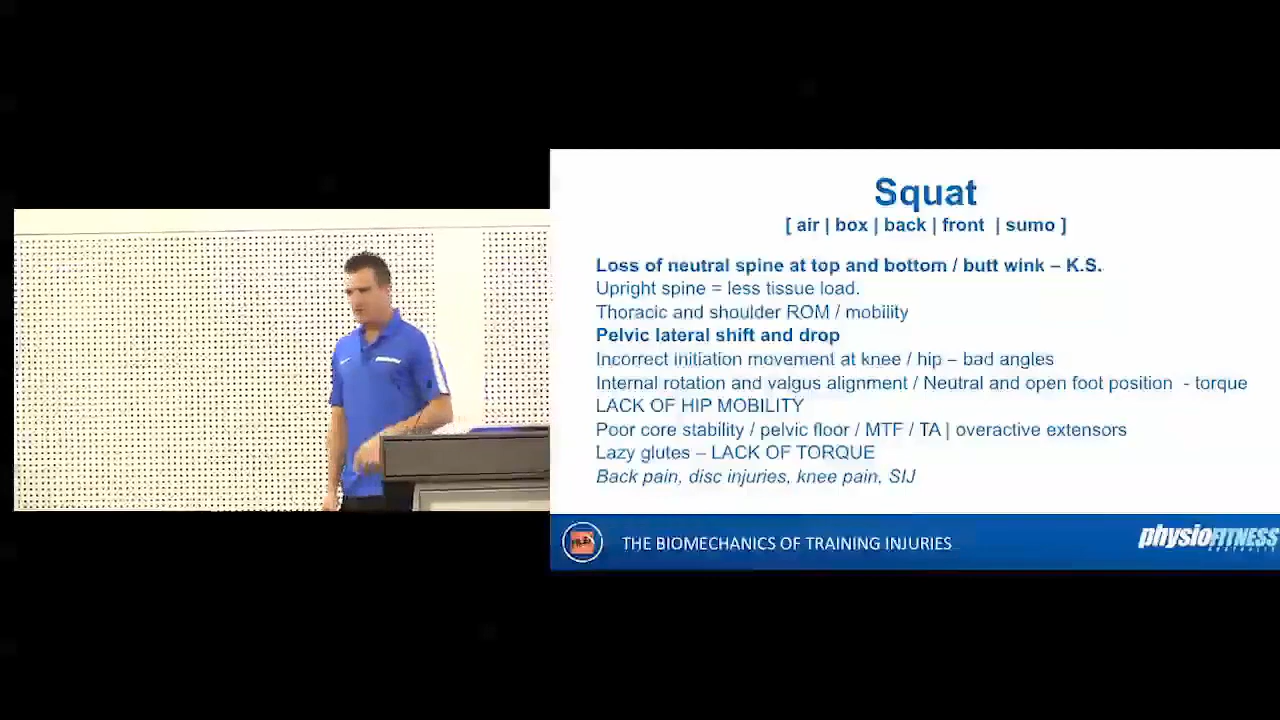 Squat
[ air | box | back | front | sumo ]
Loss of neutral spine at top and bottom / butt wink – K.S.
Upright spine = less tissue load.
Thoracic and shoulder ROM / mobility
Pelvic lateral shift and drop
Incorrect initiation movement at knee / hip – bad angles
Internal rotation and valgus alignment / Neutral and open foot position - torque
LACK OF HIP MOBILITY
Poor core stability / pelvic floor / MTF / TA | overactive extensors
Lazy glutes – LACK OF TORQUE
Back pain, disc injuries, knee pain, SIJ
THE BIOMECHANICS OF TRAINING INJURIES
physioFITNESS
AUSTRALIA